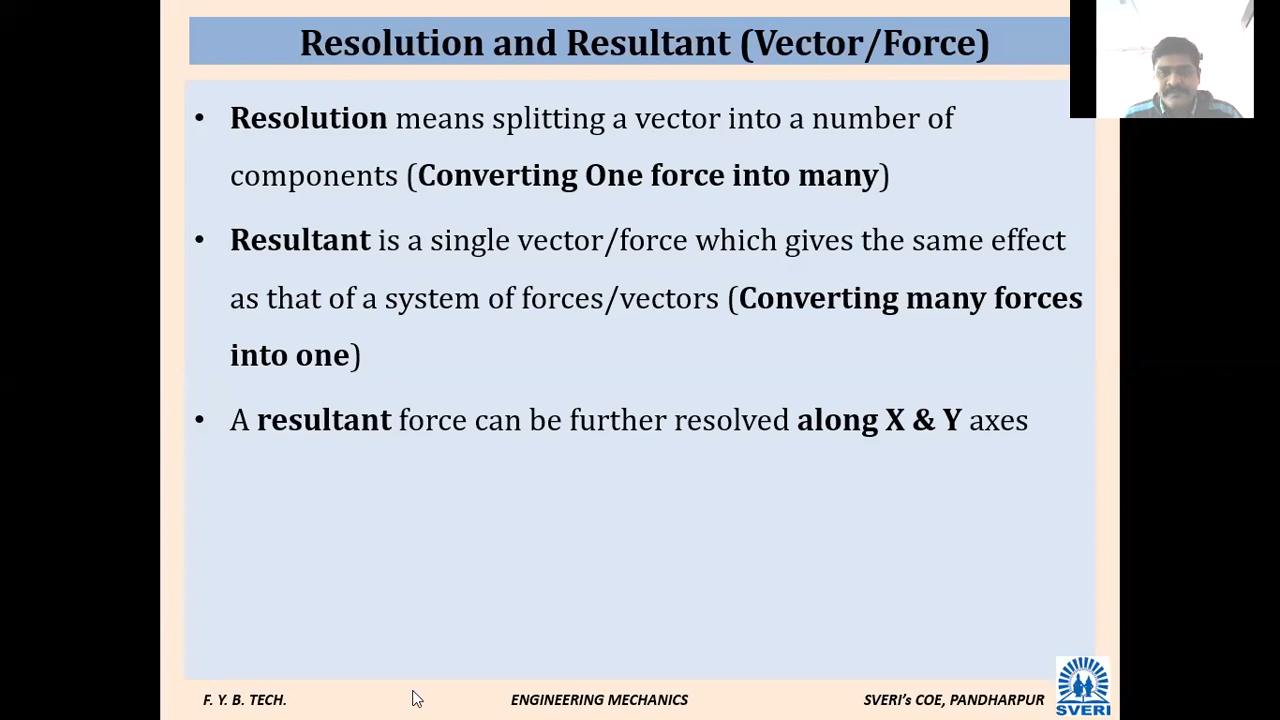 Resolution and Resultant (Vector/Force)
• Resolution means splitting a vector into a number of
components (Converting One force into many)
• Resultant is a single vector/force which gives the same effect
as that of a system of forces/vectors (Converting many forces
into one)
• A resultant force can be further resolved along X & Y axes
F. Y. B. TECH.
ENGINEERING MECHANICS
SVERI's COE, PANDHARPUR
SVERI